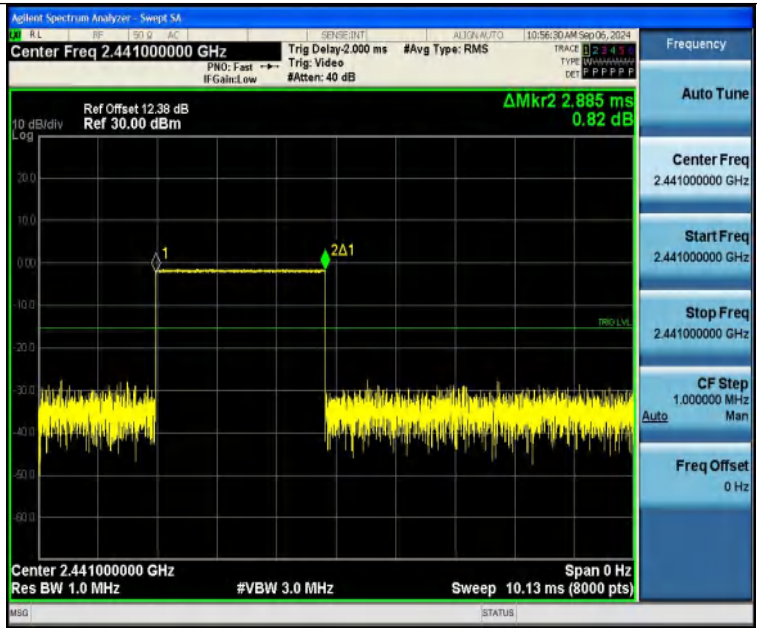 Agilent Spectrum Analyzer - Swept SA
RL RF 50 Ω AC SENSE:INT ALIGN AUTO 10:56:30 AM Sep 06, 2024
Center Freq 2.441000000 GHz
PNO: Fast
IFGain:Low
Trig Delay-2.000 ms
Trig: Video
#Atten: 40 dB
#Avg Type: RMS
TRACE 1 2 3 4 5 6
TYPE
DET P P P P P P
Ref Offset 12.38 dB
10 dB/div Ref 30.00 dBm
Log
ΔMkr2 2.885 ms
0.82 dB
20.0
10.0
1
2Δ1
0.00
-10.0
TRIG LVL
-20.0
-30.0
-40.0
-50.0
-60.0
Center 2.441000000 GHz Span 0 Hz
Res BW 1.0 MHz #VBW 3.0 MHz Sweep 10.13 ms (8000 pts)
MSG STATUS
Frequency
Auto Tune
Center Freq
2.441000000 GHz
Start Freq
2.441000000 GHz
Stop Freq
2.441000000 GHz
CF Step
1.000000 MHz
Auto Man
Freq Offset
0 Hz